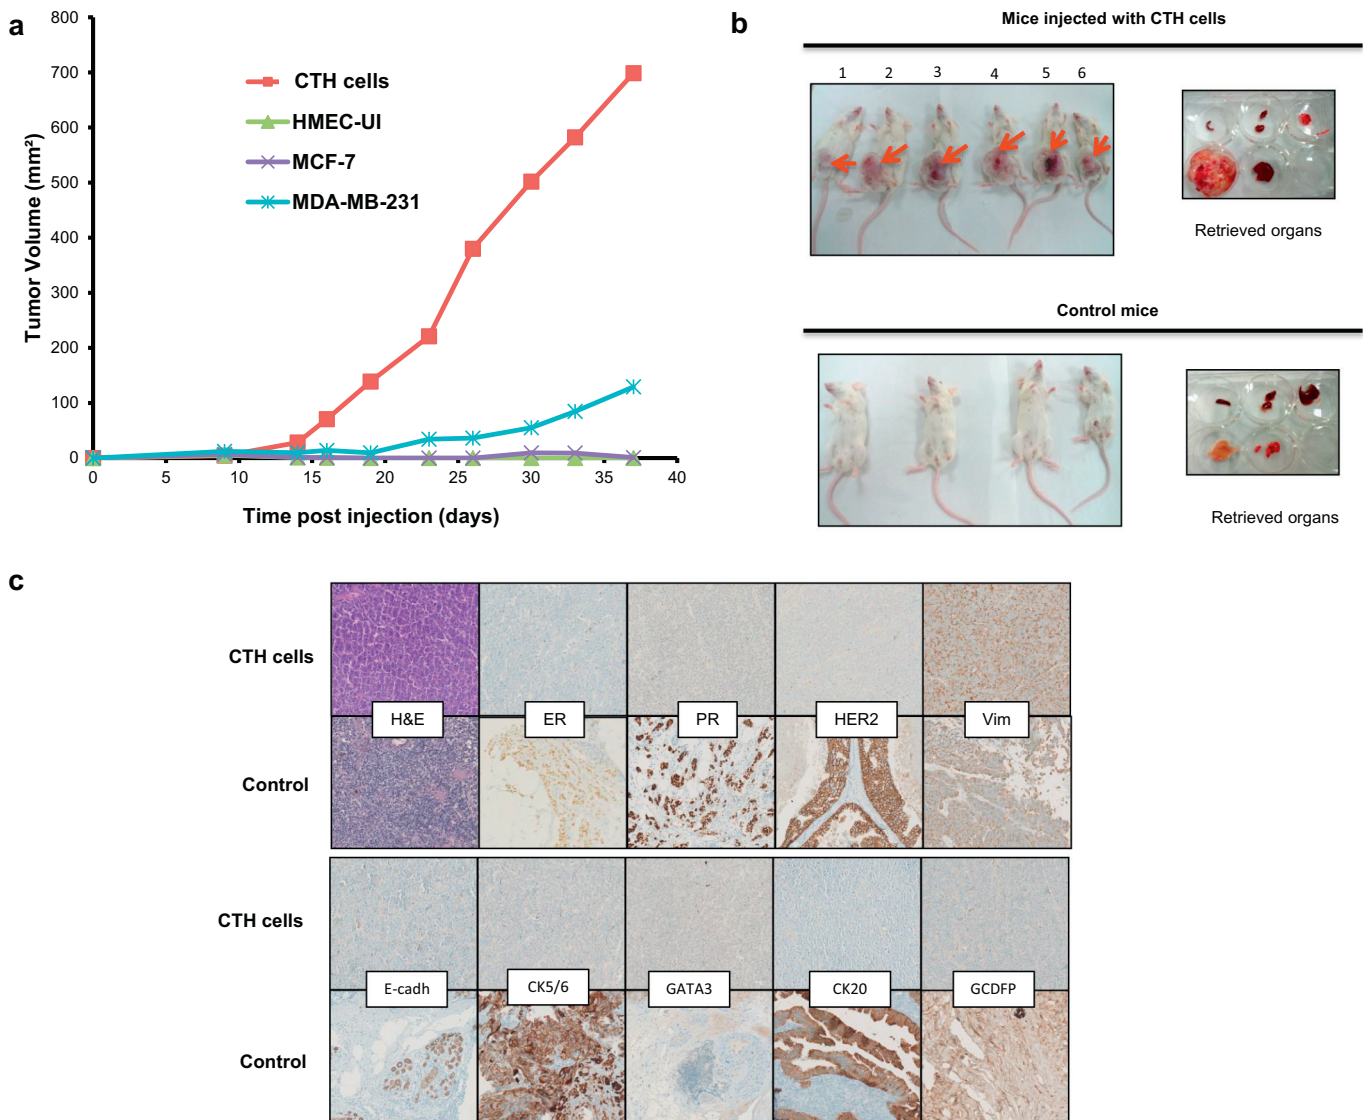 a
800
700
600
500
400
300
200
100
0
0 5 10 15 20 25 30 35 40
Tumor Volume (mm²)
Time post injection (days)
CTH cells
HMEC-UI
MCF-7
MDA-MB-231
b
Mice injected with CTH cells
1 2 3 4 5 6
Retrieved organs
Control mice
Retrieved organs
c
CTH cells
H&E ER PR HER2 Vim
Control
CTH cells
E-cadh CK5/6 GATA3 CK20 GCDFP
Control